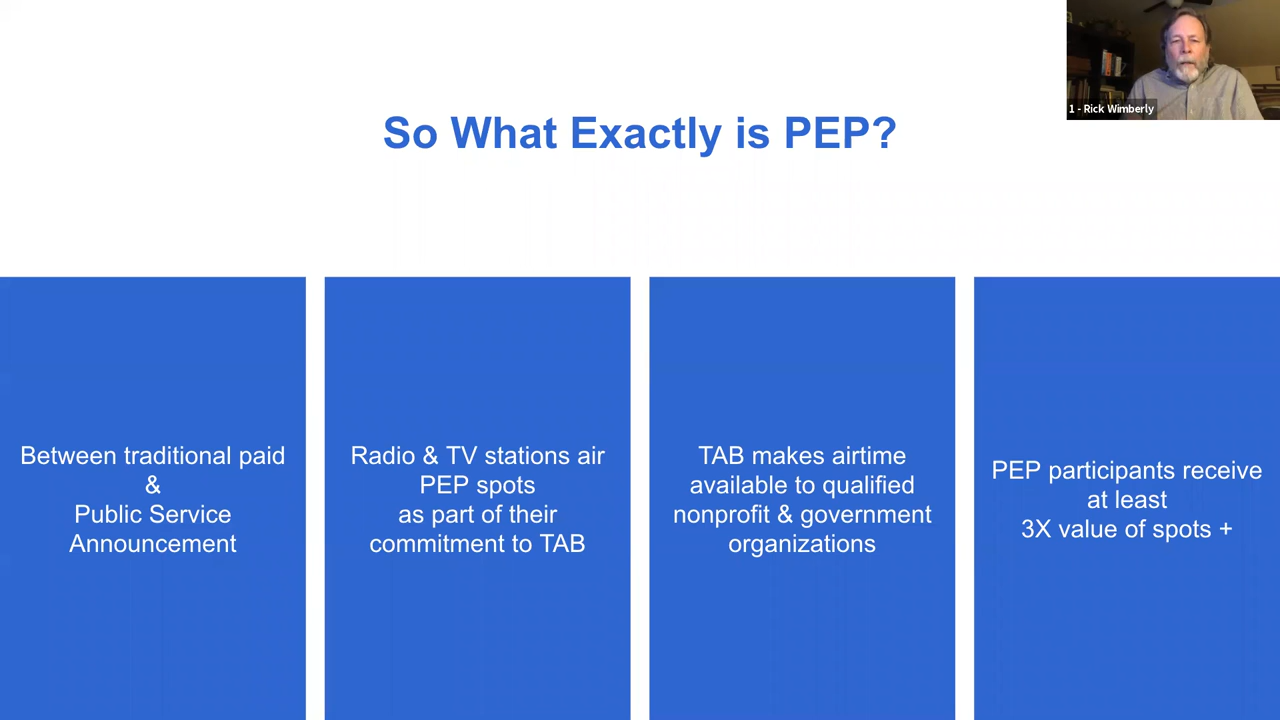 1 - Rick Wimberly
So What Exactly is PEP?
Between traditional paid
&
Public Service
Announcement
Radio & TV stations air
PEP spots
as part of their
commitment to TAB
TAB makes airtime
available to qualified
nonprofit & government
organizations
PEP participants receive
at least
3X value of spots +